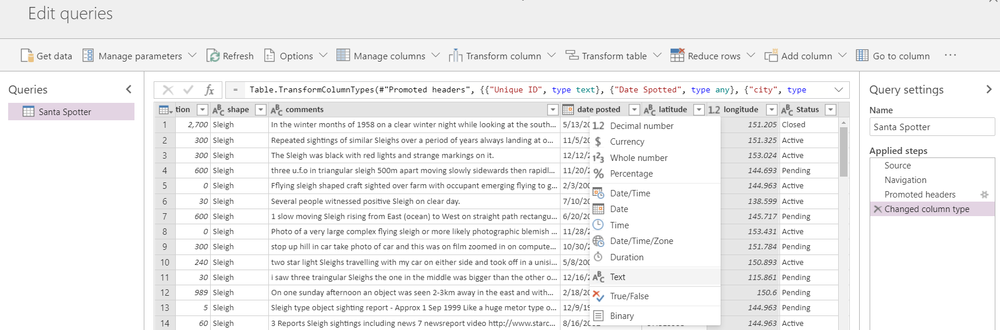 Edit queries
Get data Manage parameters Refresh Options Manage columns Transform column Transform table Reduce rows Add column Go to column ...
Queries
Santa Spotter
fx = Table.TransformColumnTypes(#"Promoted headers", {{"Unique ID", type text}, {"Date Spotted", type any}, {"city", type
tion ABC shape ABC comments date posted ABC latitude 1.2 longitude ABC Status
1 2,700 Sleigh In the winter months of 1958 on a clear winter night while looking at the south... 5/13/20 151.205 Closed
2 300 Sleigh Repeated sightings of similar Sleighs over a period of years always landing at o... 11/5/20 151.325 Active
3 300 Sleigh The Sleigh was black with red lights and strange markings on it. 12/12/2 153.024 Active
4 600 Sleigh three u.f.o in triangular sleigh 500m apart moving slowly sidewards then rapidl... 11/20/2 144.693 Pending
5 0 Sleigh Fflying sleigh shaped craft sighted over farm with occupant emerging flying to g... 2/3/200 144.963 Active
6 30 Sleigh Several people witnessed positive Sleigh on clear day. 7/10/20 138.599 Active
7 600 Sleigh 1 slow moving Sleigh rising from East (ocean) to West on straight path rectangu... 6/20/20 145.717 Pending
8 0 Sleigh Photo of a very large complex flying sleigh or more likely photographic blemish ... 11/28/2 153.431 Active
9 300 Sleigh stop up hill in car take photo of car and this was on film zoomed in on compute... 10/30/2 151.784 Pending
10 240 Sleigh two star light Sleighs travelling with my car on either side and took off in a unisi... 5/8/200 150.893 Active
11 30 Sleigh i saw three traingular Sleighs the one in the middle was bigger than the other o... 12/16/2 115.861 Pending
12 989 Sleigh On one sunday afternoon an object was seen 2-3km away in the east and with... 2/18/20 150.6 Pending
13 5 Sleigh Sleigh type object sighting report - Approx 1 Sep 1999 Like a huge metor type o... 12/9/19 144.963 Pending
14 60 Sleigh 3 Reports Sleigh sightings including news 7 newsreport video http://www.starc... 144.963 Active
1.2 Decimal number
$ Currency
123 Whole number
% Percentage
Date/Time
Date
Time
Date/Time/Zone
Duration
ABC Text
True/False
Binary
Query settings
Name
Santa Spotter
Applied steps
Source
Navigation
Promoted headers
Changed column type